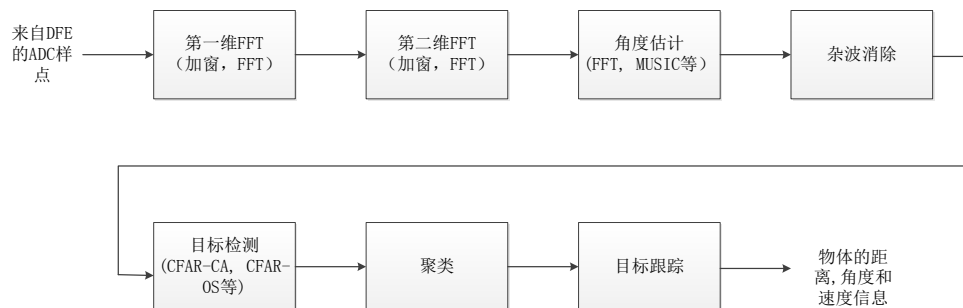 来自DFE
的ADC样
点
第一维FFT
（加窗，FFT）
第二维FFT
（加窗，FFT）
角度估计
(FFT, MUSIC等）
杂波消除
目标检测
(CFAR-CA, CFAR-
OS等)
聚类
目标跟踪
物体的距
离,角度和
速度信息